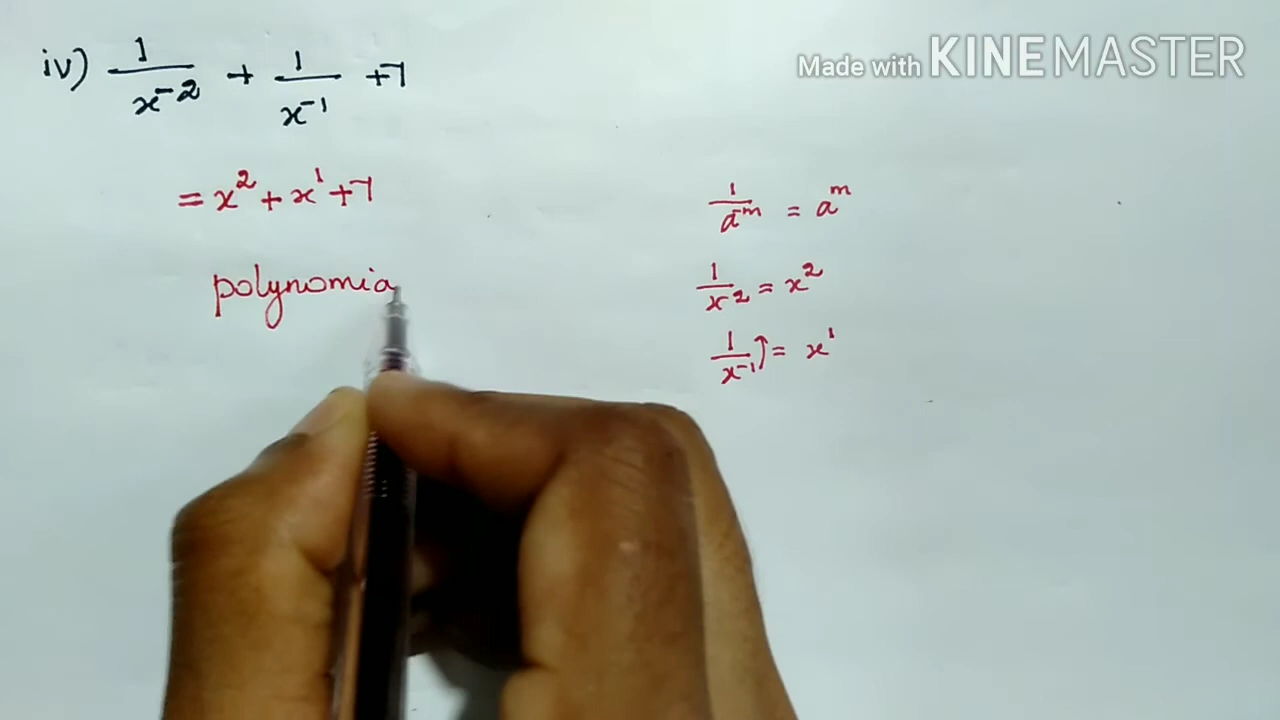 iv) 1/x⁻² + 1/x⁻¹ + 7
= x² + x¹ + 7
polynomia
1/a⁻ᵐ = aᵐ
1/x⁻² = x²
1/x⁻¹ = x¹
Made with KINEMASTER